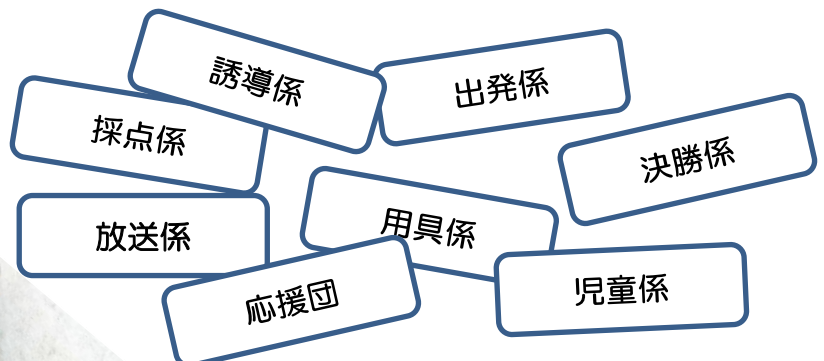 誘導係
出発係
採点係
決勝係
放送係
用具係
応援団
児童係